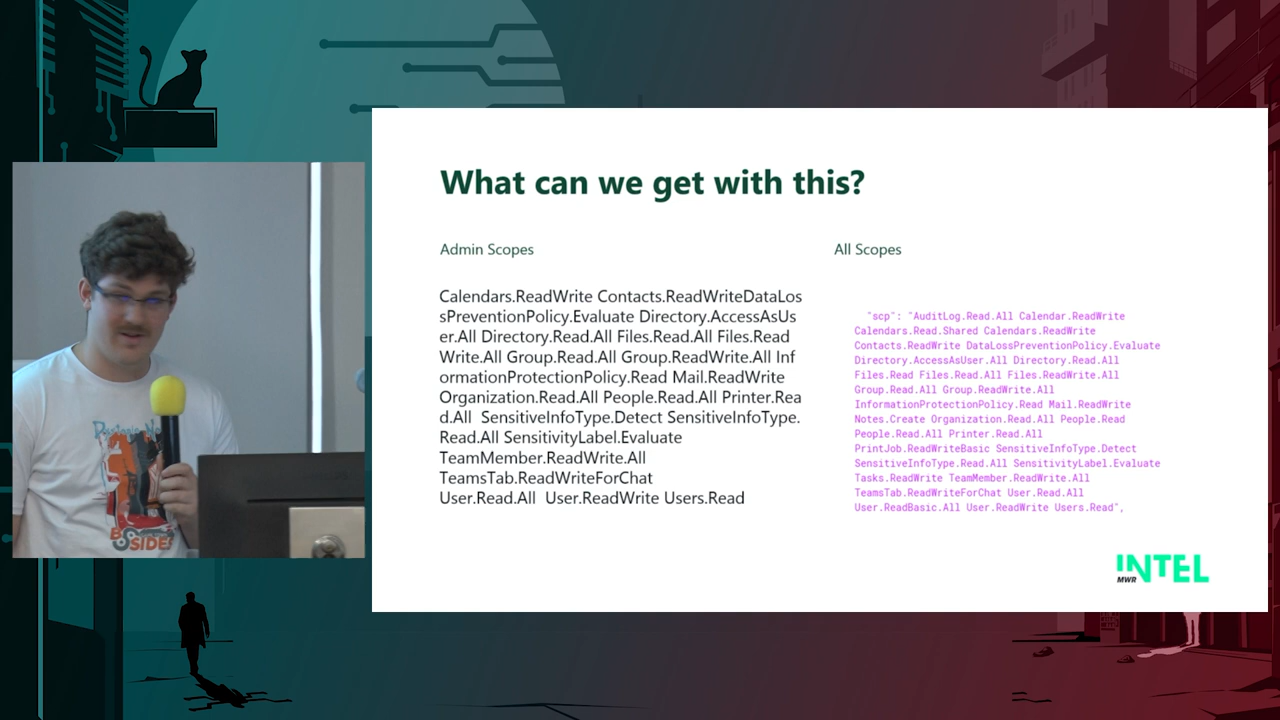 What can we get with this?
Admin Scopes
Calendars.ReadWrite Contacts.ReadWriteDataLos
sPreventionPolicy.Evaluate Directory.AccessAsUs
er.All Directory.Read.All Files.Read.All Files.Read
Write.All Group.Read.All Group.ReadWrite.All Inf
ormationProtectionPolicy.Read Mail.ReadWrite
Organization.Read.All People.Read.All Printer.Rea
d.All  SensitiveInfoType.Detect SensitiveInfoType.
Read.All SensitivityLabel.Evaluate
TeamMember.ReadWrite.All
TeamsTab.ReadWriteForChat
User.Read.All  User.ReadWrite Users.Read
All Scopes
"scp": "AuditLog.Read.All Calendar.ReadWrite
Calendars.Read.Shared Calendars.ReadWrite
Contacts.ReadWrite DataLossPreventionPolicy.Evaluate
Directory.AccessAsUser.All Directory.Read.All
Files.Read Files.Read.All Files.ReadWrite.All
Group.Read.All Group.ReadWrite.All
InformationProtectionPolicy.Read Mail.ReadWrite
Notes.Create Organization.Read.All People.Read
People.Read.All Printer.Read.All
PrintJob.ReadWriteBasic SensitiveInfoType.Detect
SensitiveInfoType.Read.All SensitivityLabel.Evaluate
Tasks.ReadWrite TeamMember.ReadWrite.All
TeamsTab.ReadWriteForChat User.Read.All
User.ReadBasic.All User.ReadWrite Users.Read",
INTEL
MWR
B SIDES